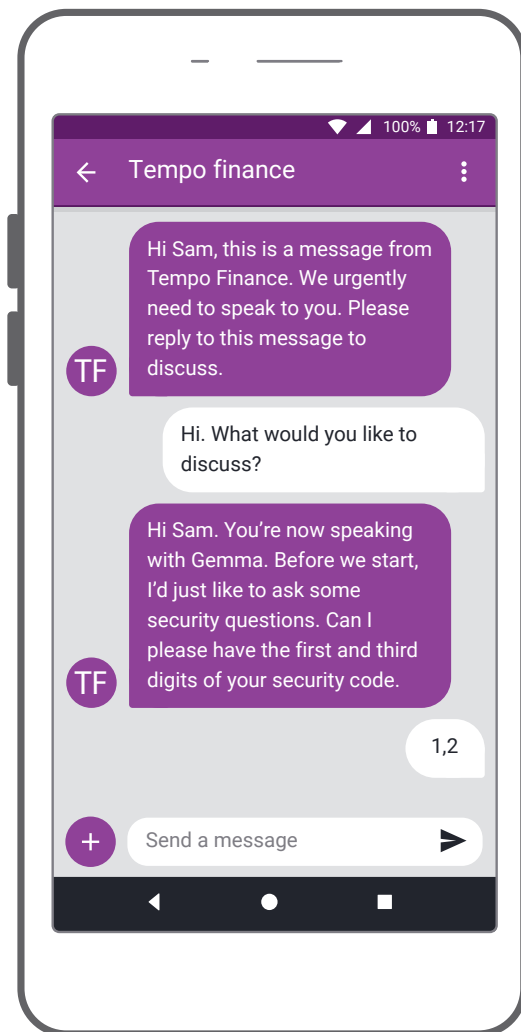 100% 12:17
Tempo finance
Hi Sam, this is a message from
Tempo Finance. We urgently
need to speak to you. Please
reply to this message to
discuss.
TF
Hi. What would you like to
discuss?
Hi Sam. You’re now speaking
with Gemma. Before we start,
I’d just like to ask some
security questions. Can I
please have the first and third
digits of your security code.
TF
1,2
+
Send a message